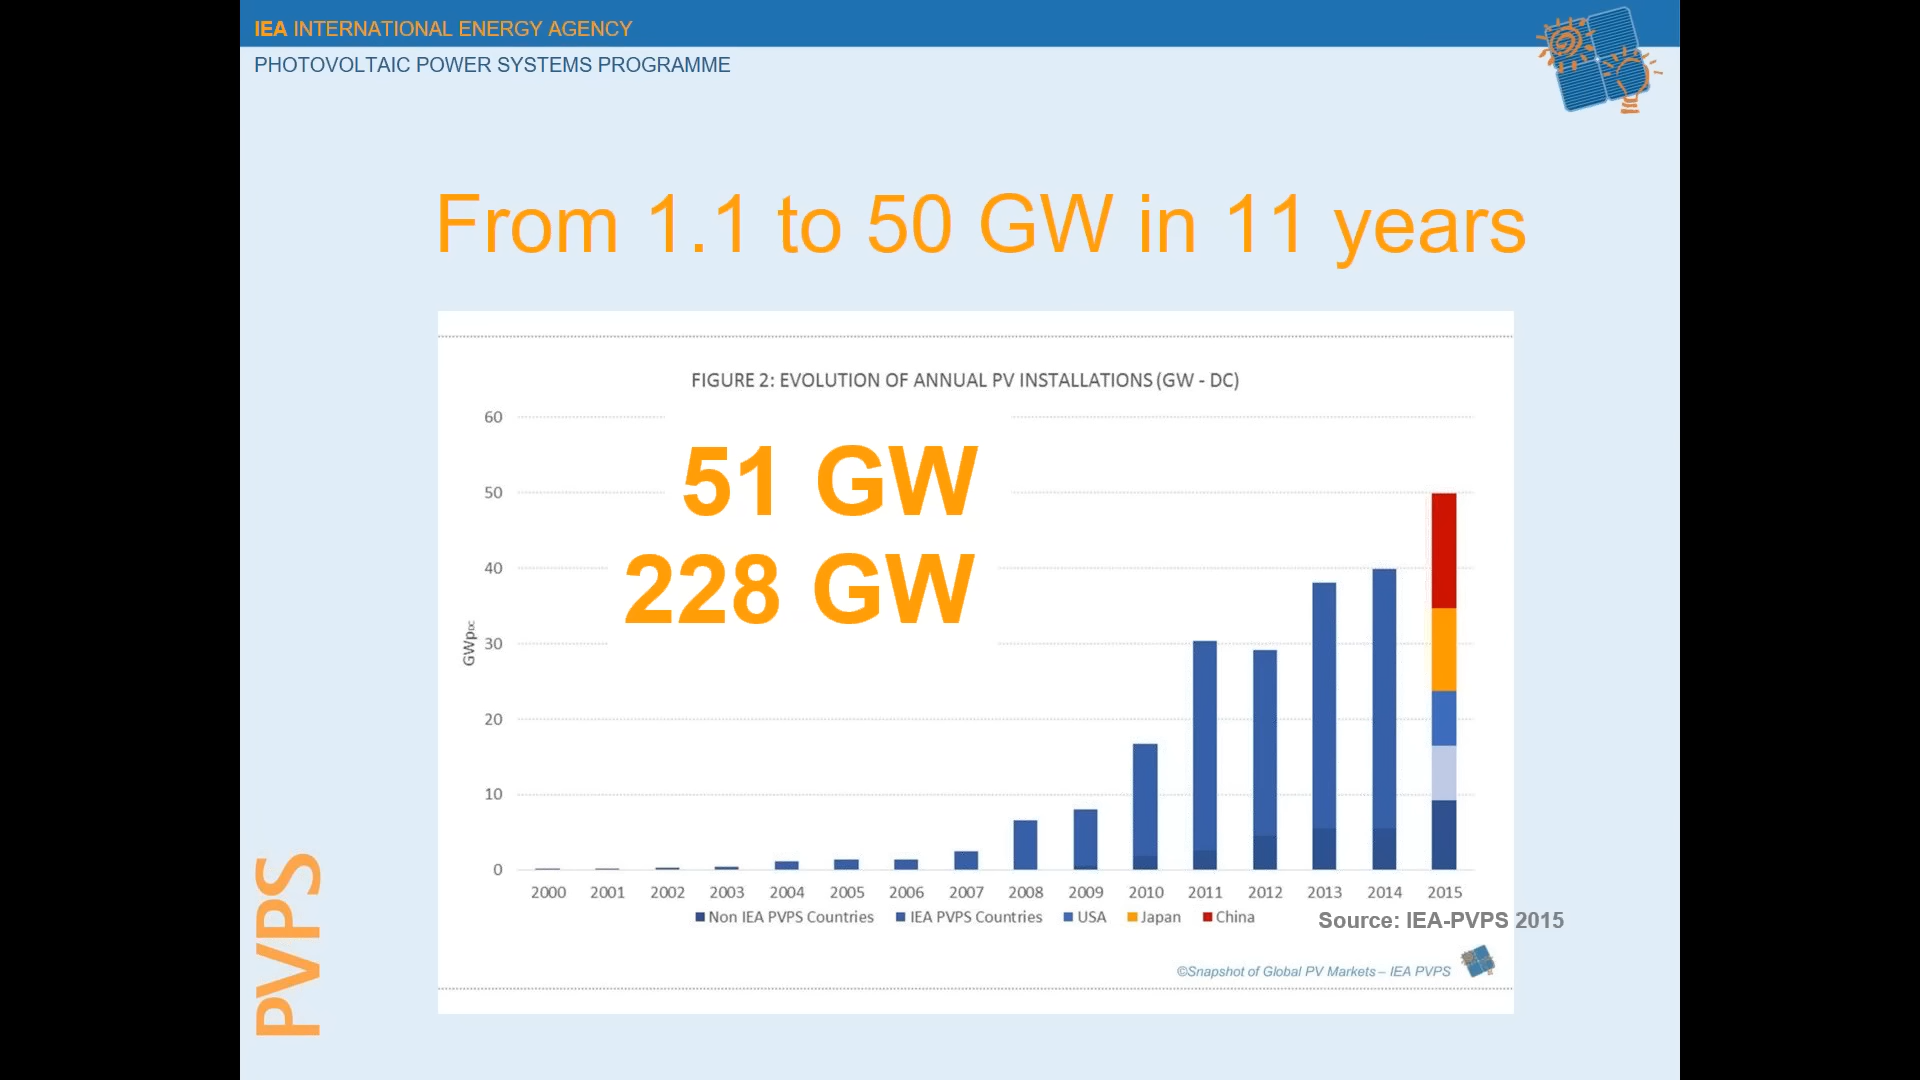 IEA INTERNATIONAL ENERGY AGENCY
PHOTOVOLTAIC POWER SYSTEMS PROGRAMME
From 1.1 to 50 GW in 11 years
FIGURE 2: EVOLUTION OF ANNUAL PV INSTALLATIONS (GW - DC)
51 GW
228 GW
60
50
40
30
20
10
0
GWpDC
2000 2001 2002 2003 2004 2005 2006 2007 2008 2009 2010 2011 2012 2013 2014 2015
Non IEA PVPS Countries IEA PVPS Countries USA Japan China
Source: IEA-PVPS 2015
©Snapshot of Global PV Markets – IEA PVPS
PVPS